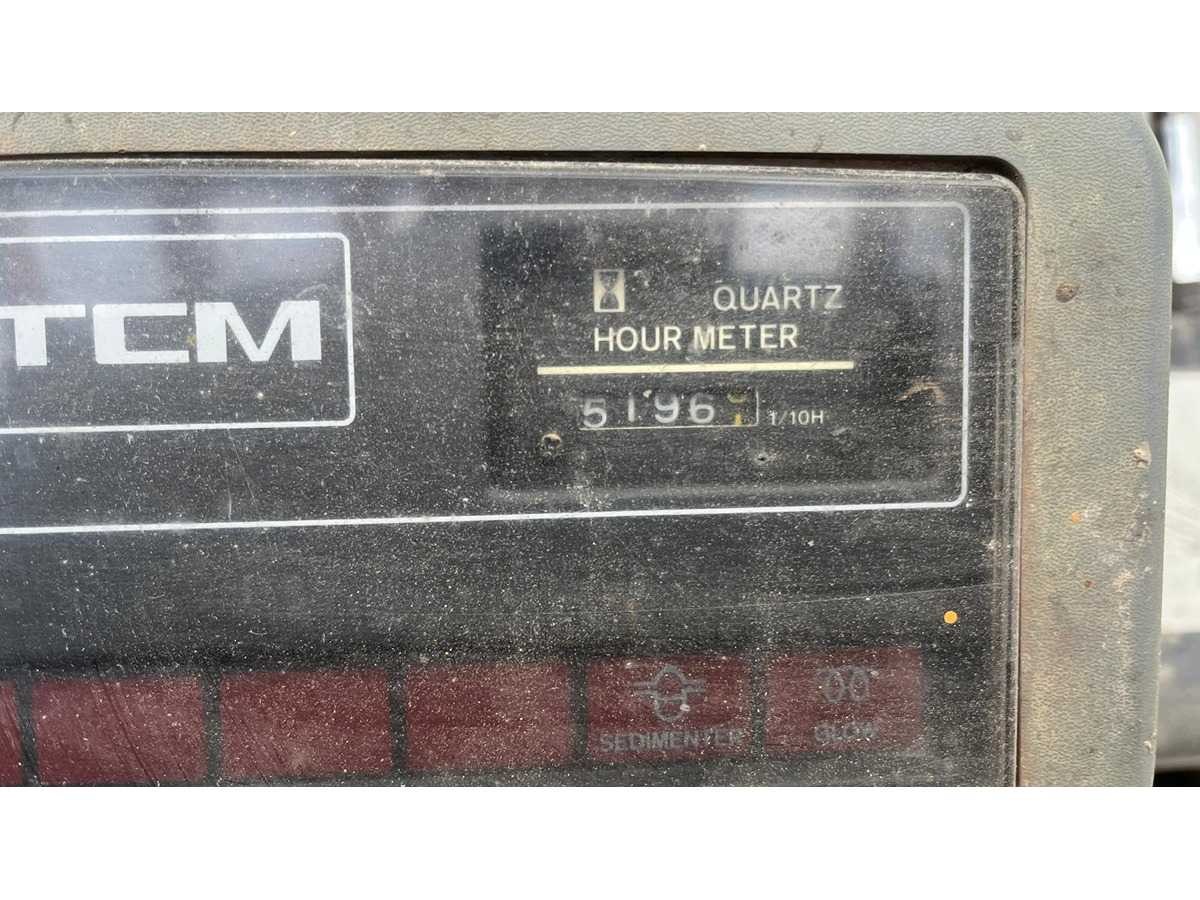 TCM
QUARTZ
HOUR METER
5196
1/10H
SEDIMENTER
GLOW